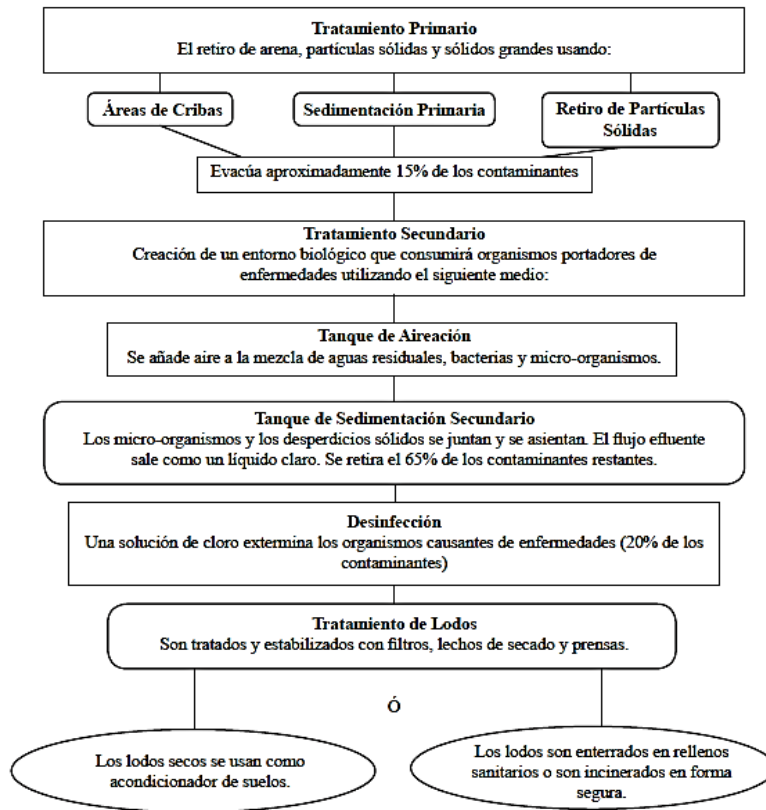 Tratamiento Primario
El retiro de arena, partículas sólidas y sólidos grandes usando:
Áreas de Cribas
Sedimentación Primaria
Retiro de Partículas
Sólidas
Evacúa aproximadamente 15% de los contaminantes
Tratamiento Secundario
Creación de un entorno biológico que consumirá organismos portadores de
enfermedades utilizando el siguiente medio:
Tanque de Aireación
Se añade aire a la mezcla de aguas residuales, bacterias y micro-organismos.
Tanque de Sedimentación Secundario
Los micro-organismos y los desperdicios sólidos se juntan y se asientan. El flujo efluente
sale como un líquido claro. Se retira el 65% de los contaminantes restantes.
Desinfección
Una solución de cloro extermina los organismos causantes de enfermedades (20% de los
contaminantes)
Tratamiento de Lodos
Son tratados y estabilizados con filtros, lechos de secado y prensas.
Ó
Los lodos secos se usan como
acondicionador de suelos.
Los lodos son enterrados en rellenos
sanitarios o son incinerados en forma
segura.